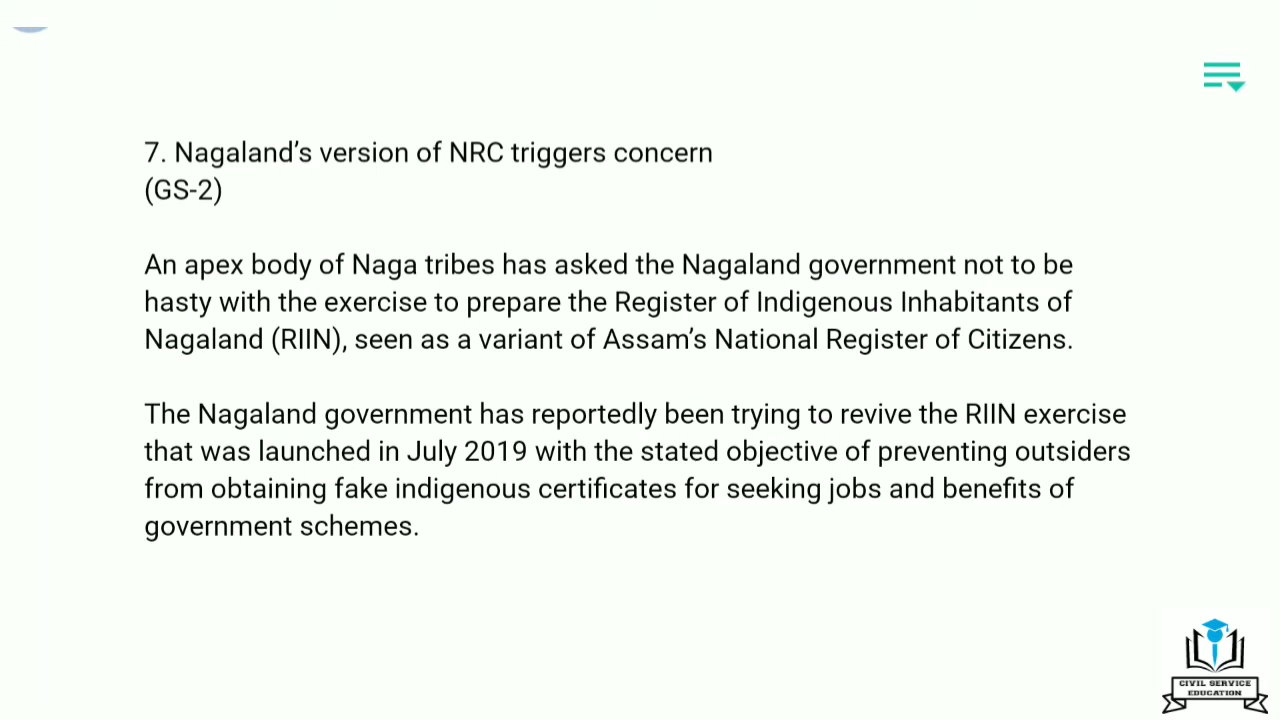 7. Nagaland’s version of NRC triggers concern
(GS-2)
An apex body of Naga tribes has asked the Nagaland government not to be
hasty with the exercise to prepare the Register of Indigenous Inhabitants of
Nagaland (RIIN), seen as a variant of Assam’s National Register of Citizens.
The Nagaland government has reportedly been trying to revive the RIIN exercise
that was launched in July 2019 with the stated objective of preventing outsiders
from obtaining fake indigenous certificates for seeking jobs and benefits of
government schemes.
CIVIL SERVICE
EDUCATION